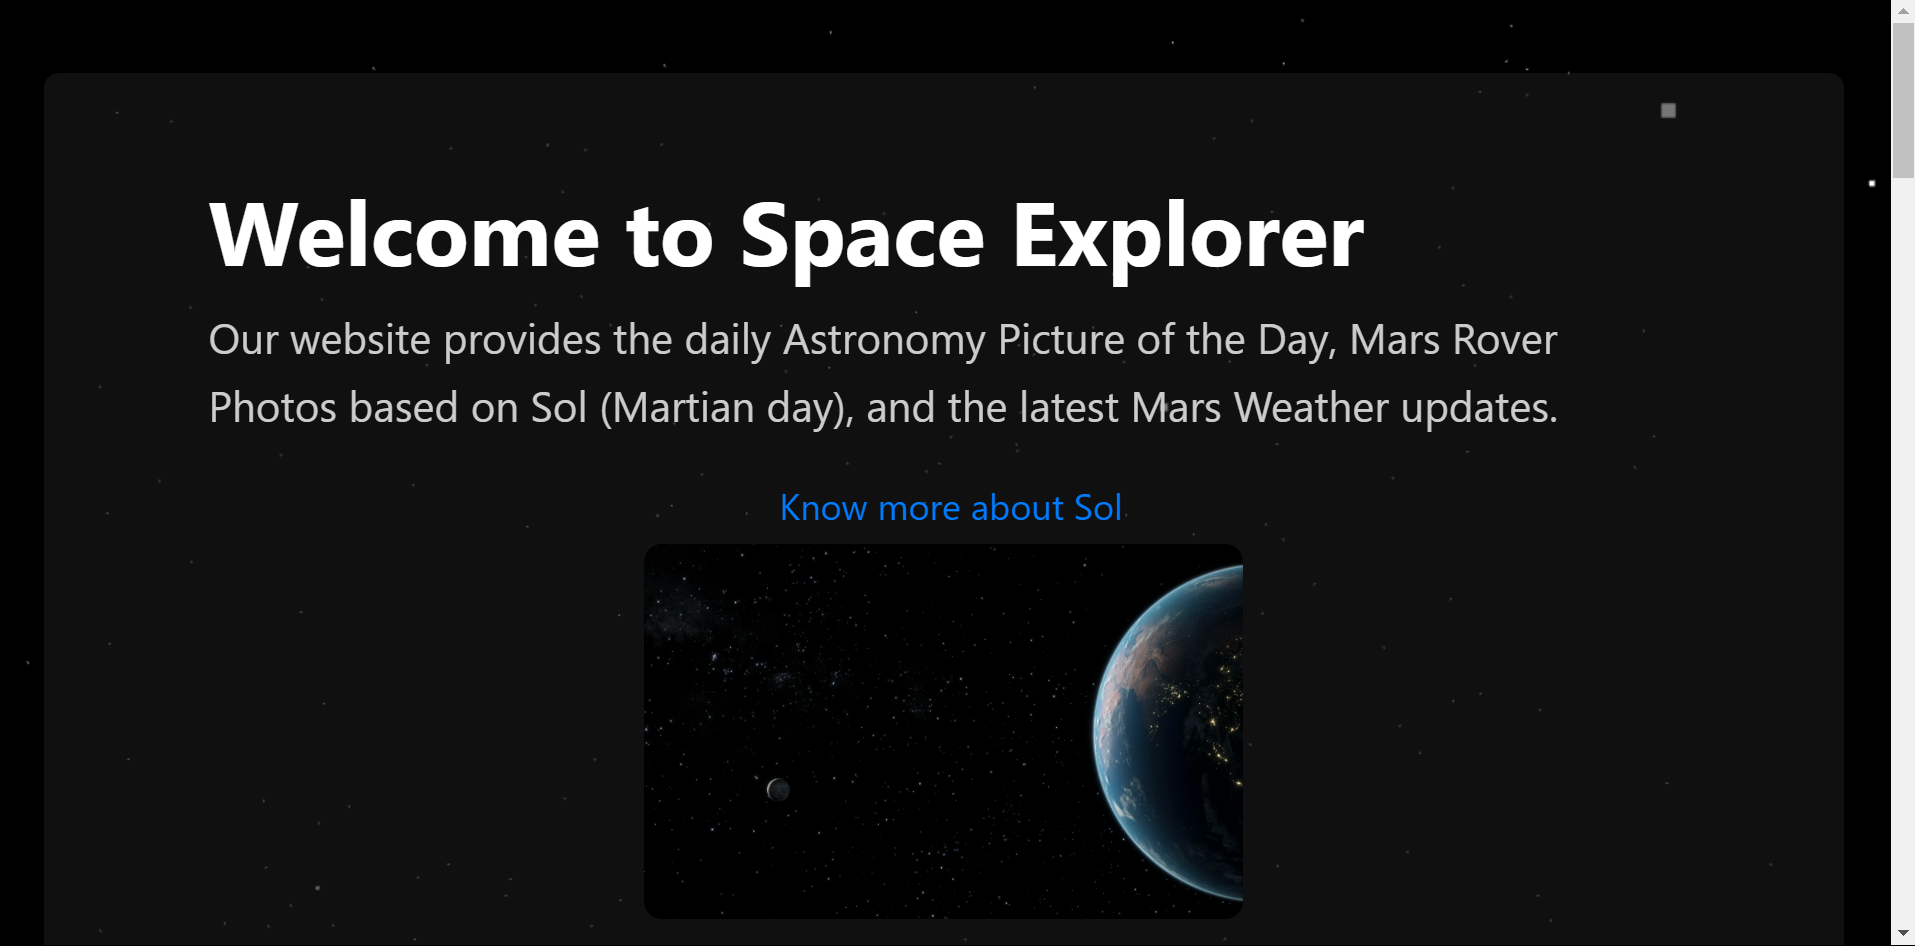 Welcome to Space Explorer
Our website provides the daily Astronomy Picture of the Day, Mars Rover
Photos based on Sol (Martian day), and the latest Mars Weather updates.
Know more about Sol